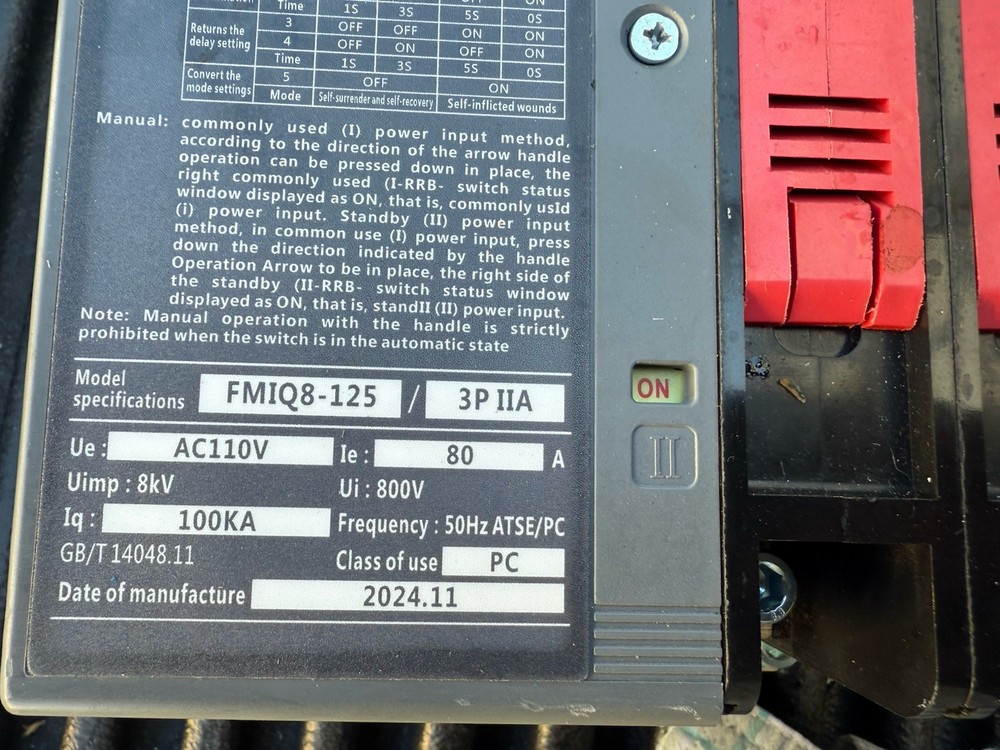 Time 1S 3S 5S 0S
Returns the delay setting 3 OFF OFF ON ON
4 OFF ON OFF ON
Time 1S 3S 5S 0S
Convert the mode settings 5 OFF ON
Mode Self-surrender and self-recovery Self-inflicted wounds
Manual: commonly used (I) power input method,
according to the direction of the arrow handle
operation can be pressed down in place, the
right commonly used (I-RRB- switch status
window displayed as ON, that is, commonly usId
(i) power input. Standby (II) power input
method, in common use (I) power input, press
down the direction indicated by the handle
Operation Arrow to be in place, the right side of
the standby (II-RRB- switch status window
displayed as ON, that is, standII (II) power input.
Note: Manual operation with the handle is strictly
prohibited when the switch is in the automatic state
Model specifications FMIQ8-125 / 3P IIA
Ue : AC110V Ie : 80 A
Uimp : 8kV Ui : 800V
Iq : 100KA Frequency : 50Hz ATSE/PC
GB/T 14048.11 Class of use PC
Date of manufacture 2024.11
ON
II